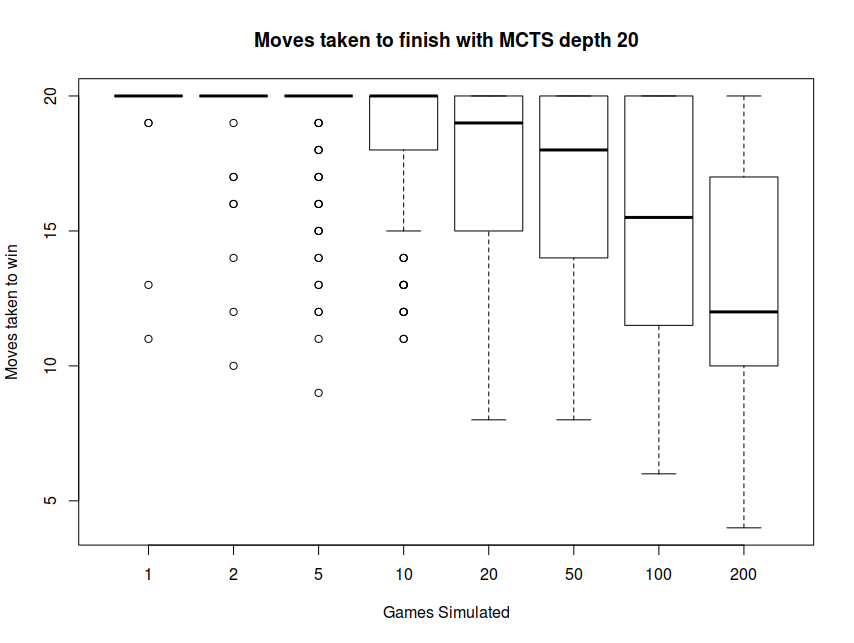 Moves taken to finish with MCTS depth 20
Moves taken to win
20
15
10
5
1 2 5 10 20 50 100 200
Games Simulated